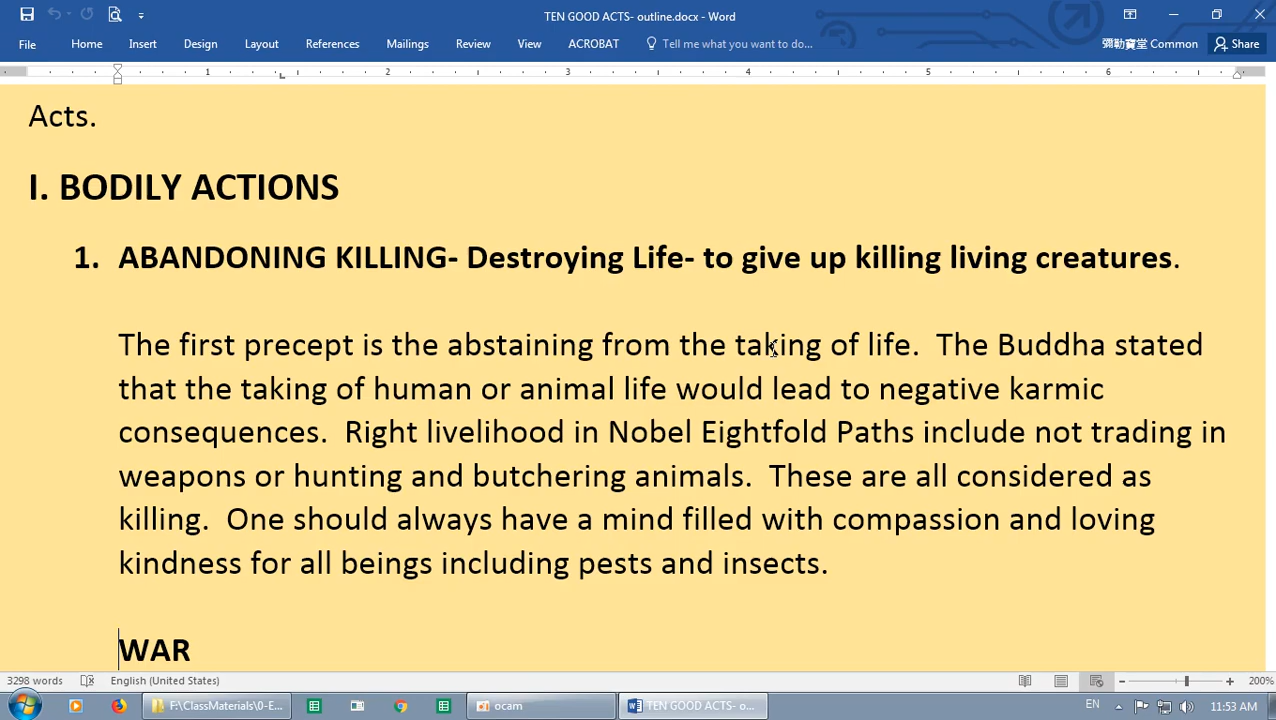 TEN GOOD ACTS- outline.docx - Word
File Home Insert Design Layout References Mailings Review View ACROBAT Tell me what you want to do... 彌勒寶堂 Common Share
1 2 3 4 5 6
Acts.
I. BODILY ACTIONS
1. ABANDONING KILLING- Destroying Life- to give up killing living creatures.
The first precept is the abstaining from the taking of life. The Buddha stated
that the taking of human or animal life would lead to negative karmic
consequences. Right livelihood in Nobel Eightfold Paths include not trading in
weapons or hunting and butchering animals. These are all considered as
killing. One should always have a mind filled with compassion and loving
kindness for all beings including pests and insects.
WAR
3298 words English (United States) 200%
F:\ClassMaterials\0-E... ocam TEN GOOD ACTS- o... EN 11:53 AM